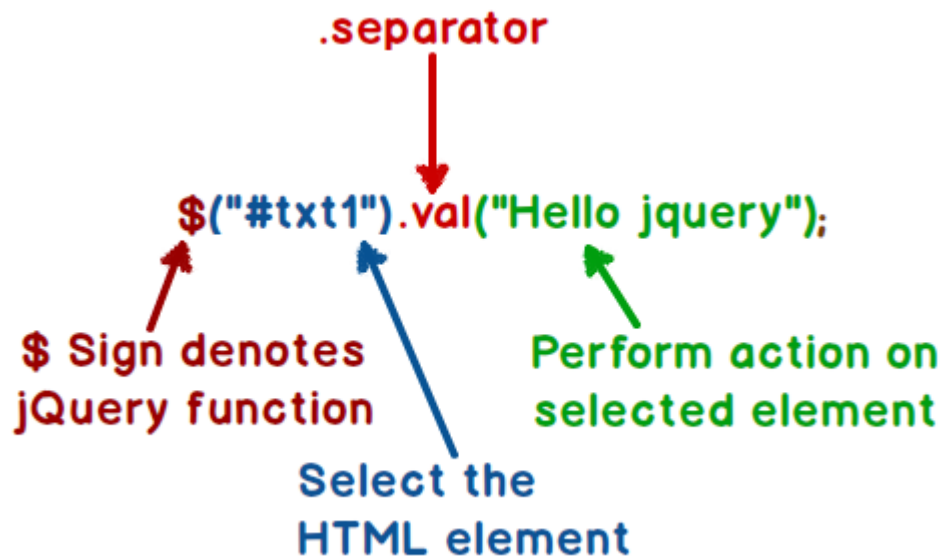 .separator
$("#txt1").val("Hello jquery");
$ Sign denotes
jQuery function
Perform action on
selected element
Select the
HTML element